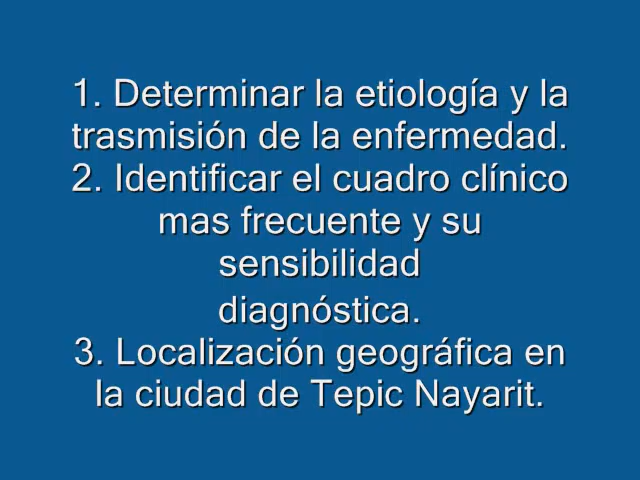 1. Determinar la etiología y la
trasmisión de la enfermedad.
2. Identificar el cuadro clínico
mas frecuente y su
sensibilidad
diagnóstica.
3. Localización geográfica en
la ciudad de Tepic Nayarit.